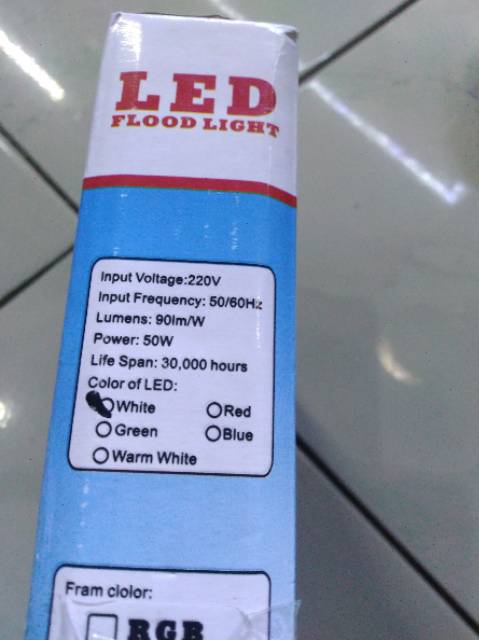 LED
FLOOD LIGHT
Input Voltage:220V
Input Frequency: 50/60Hz
Lumens: 90lm/W
Power: 50W
Life Span: 30,000 hours
Color of LED:
White Red
Green Blue
Warm White
Fram clolor:
RGB